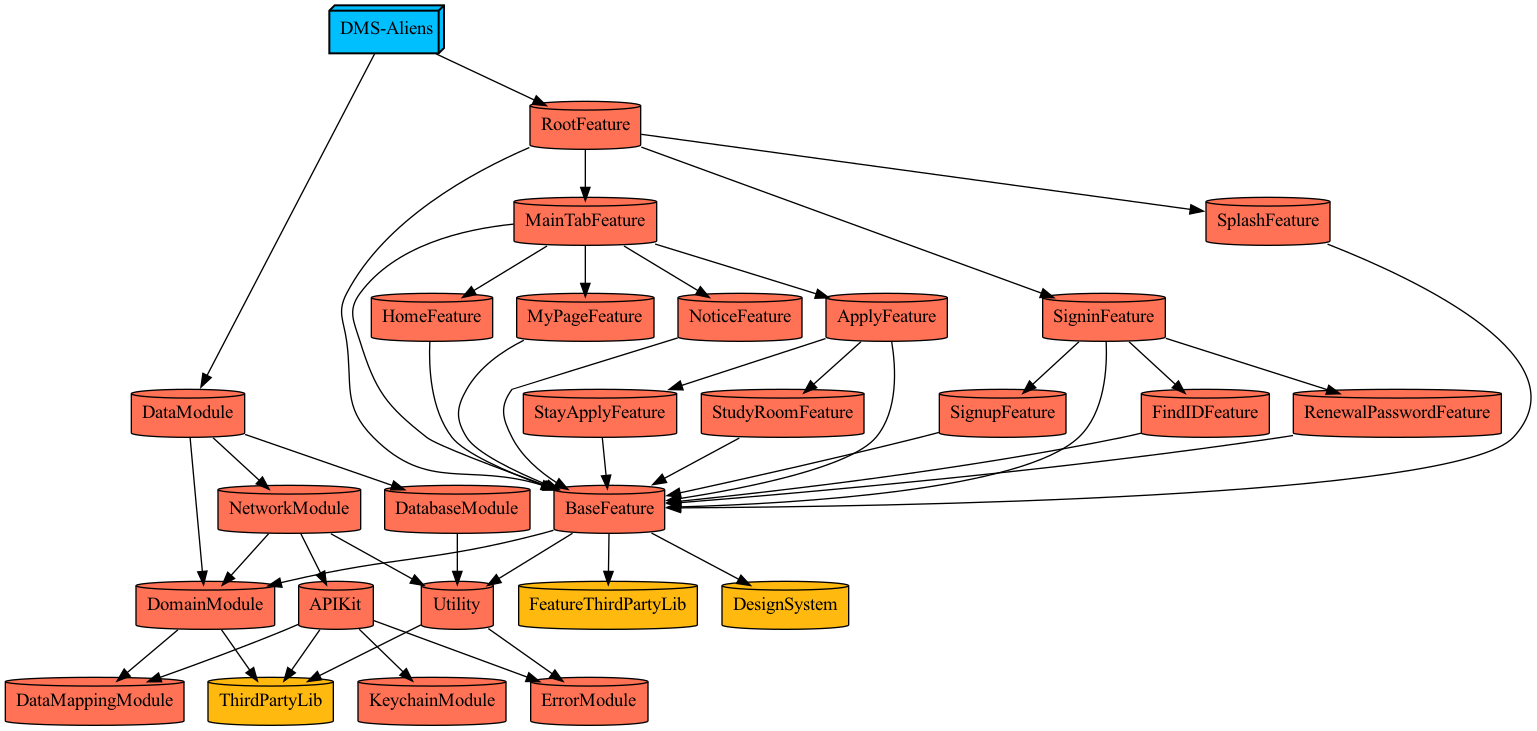 DMS-Aliens
RootFeature
MainTabFeature
SplashFeature
HomeFeature
MyPageFeature
NoticeFeature
ApplyFeature
SigninFeature
DataModule
StayApplyFeature
StudyRoomFeature
SignupFeature
FindIDFeature
RenewalPasswordFeature
NetworkModule
DatabaseModule
BaseFeature
DomainModule
APIKit
Utility
FeatureThirdPartyLib
DesignSystem
DataMappingModule
ThirdPartyLib
KeychainModule
ErrorModule